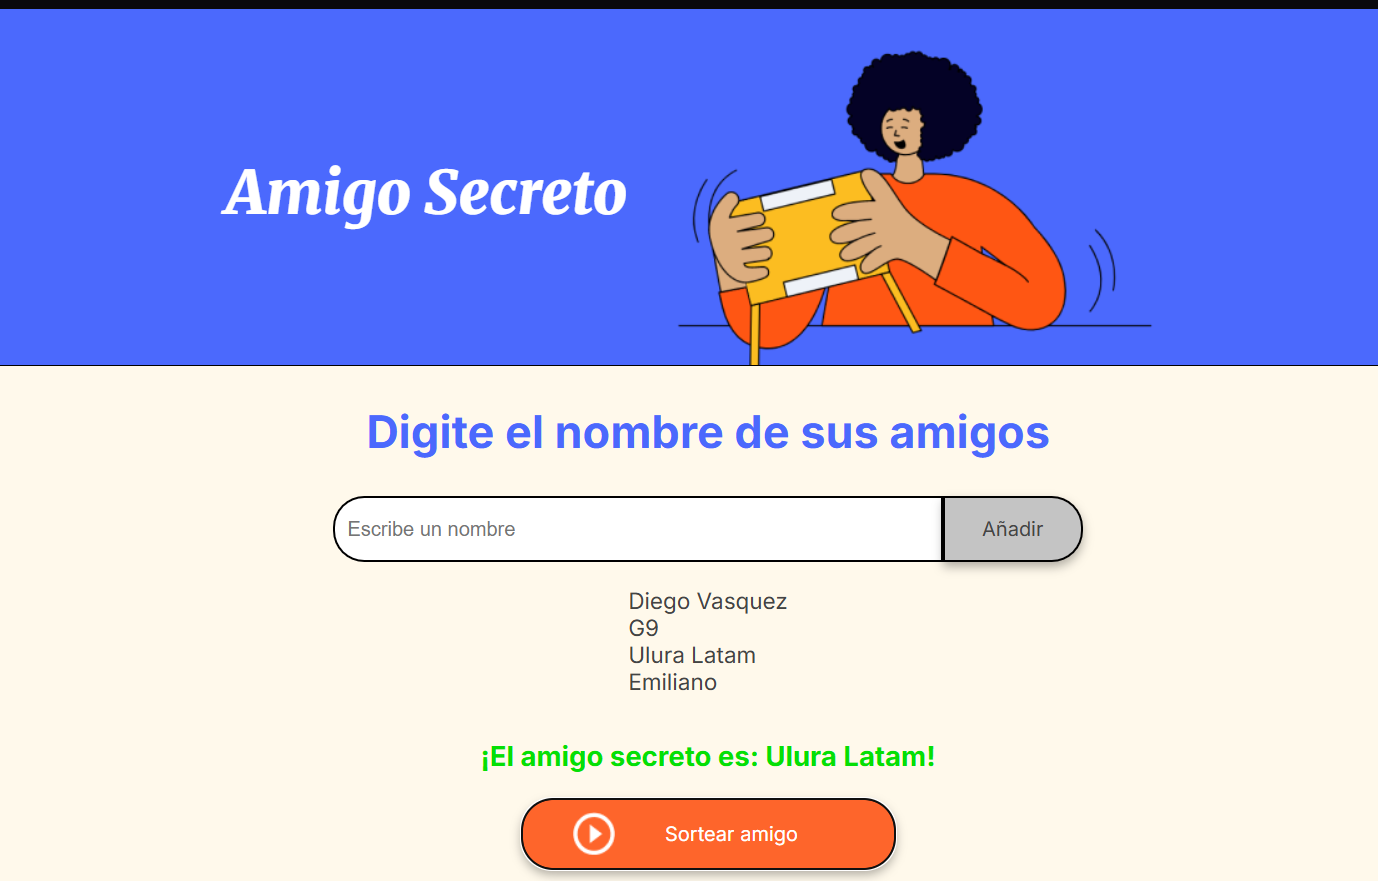 Amigo Secreto
Digite el nombre de sus amigos
Escribe un nombre
Añadir
Diego Vasquez
G9
Ulura Latam
Emiliano
¡El amigo secreto es: Ulura Latam!
Sortear amigo